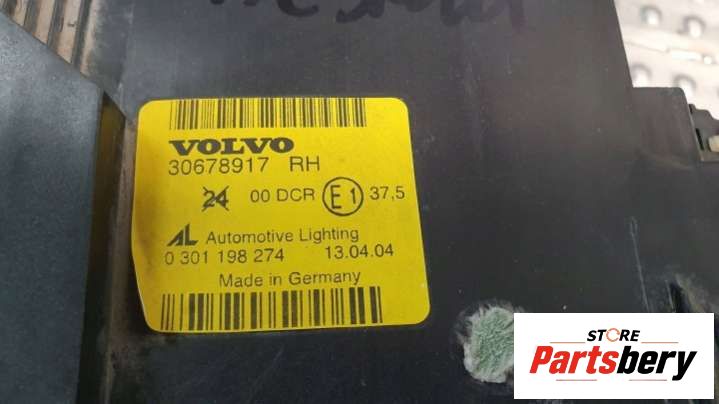 VOLVO
30678917 RH
24 00 DCR E1 37,5
AL Automotive Lighting
0 301 198 274 13.04.04
Made in Germany
STORE
Partsbery